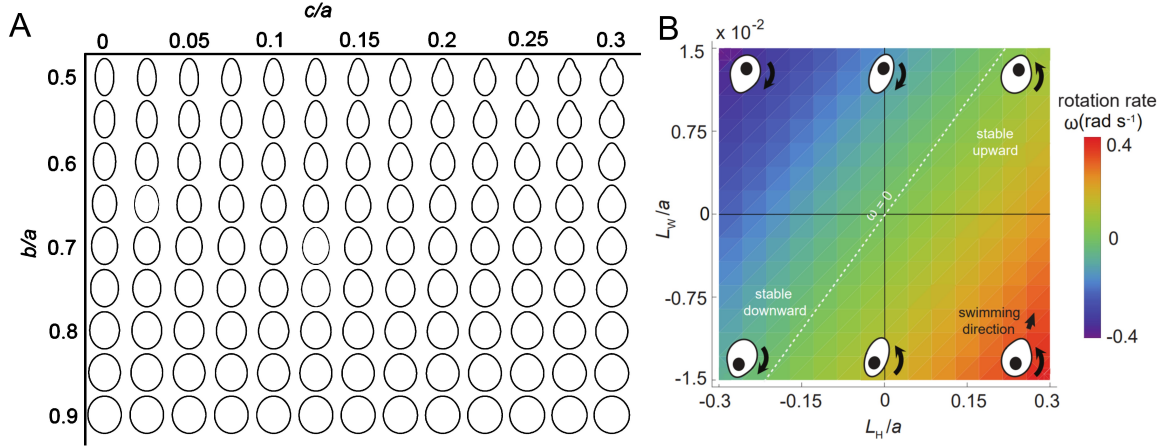 A
c/a
0 0.05 0.1 0.15 0.2 0.25 0.3
b/a
0.5
0.6
0.7
0.8
0.9
B
x 10⁻²
1.5
0.75
0
-0.75
-1.5
L_W/a
stable
upward
ω = 0
stable
downward
swimming
direction
-0.3 -0.15 0 0.15 0.3
L_H/a
rotation rate
ω(rad s⁻¹)
0.4
0
-0.4